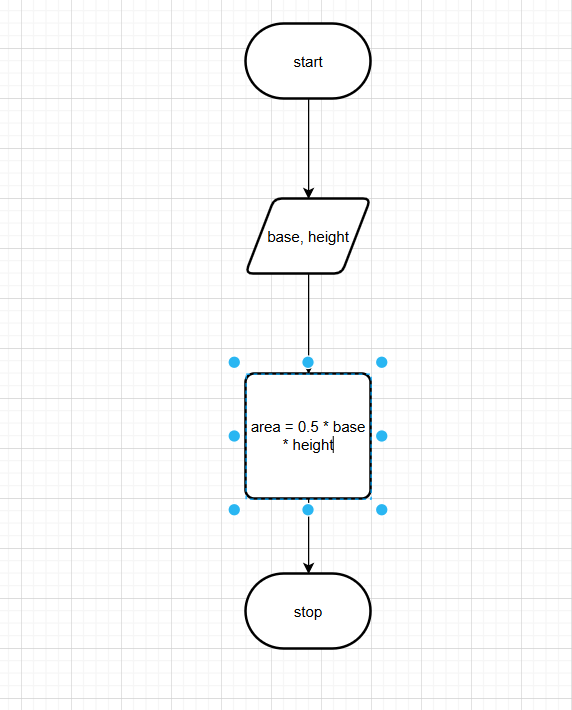 start
base, height
area = 0.5 * base
* height
stop